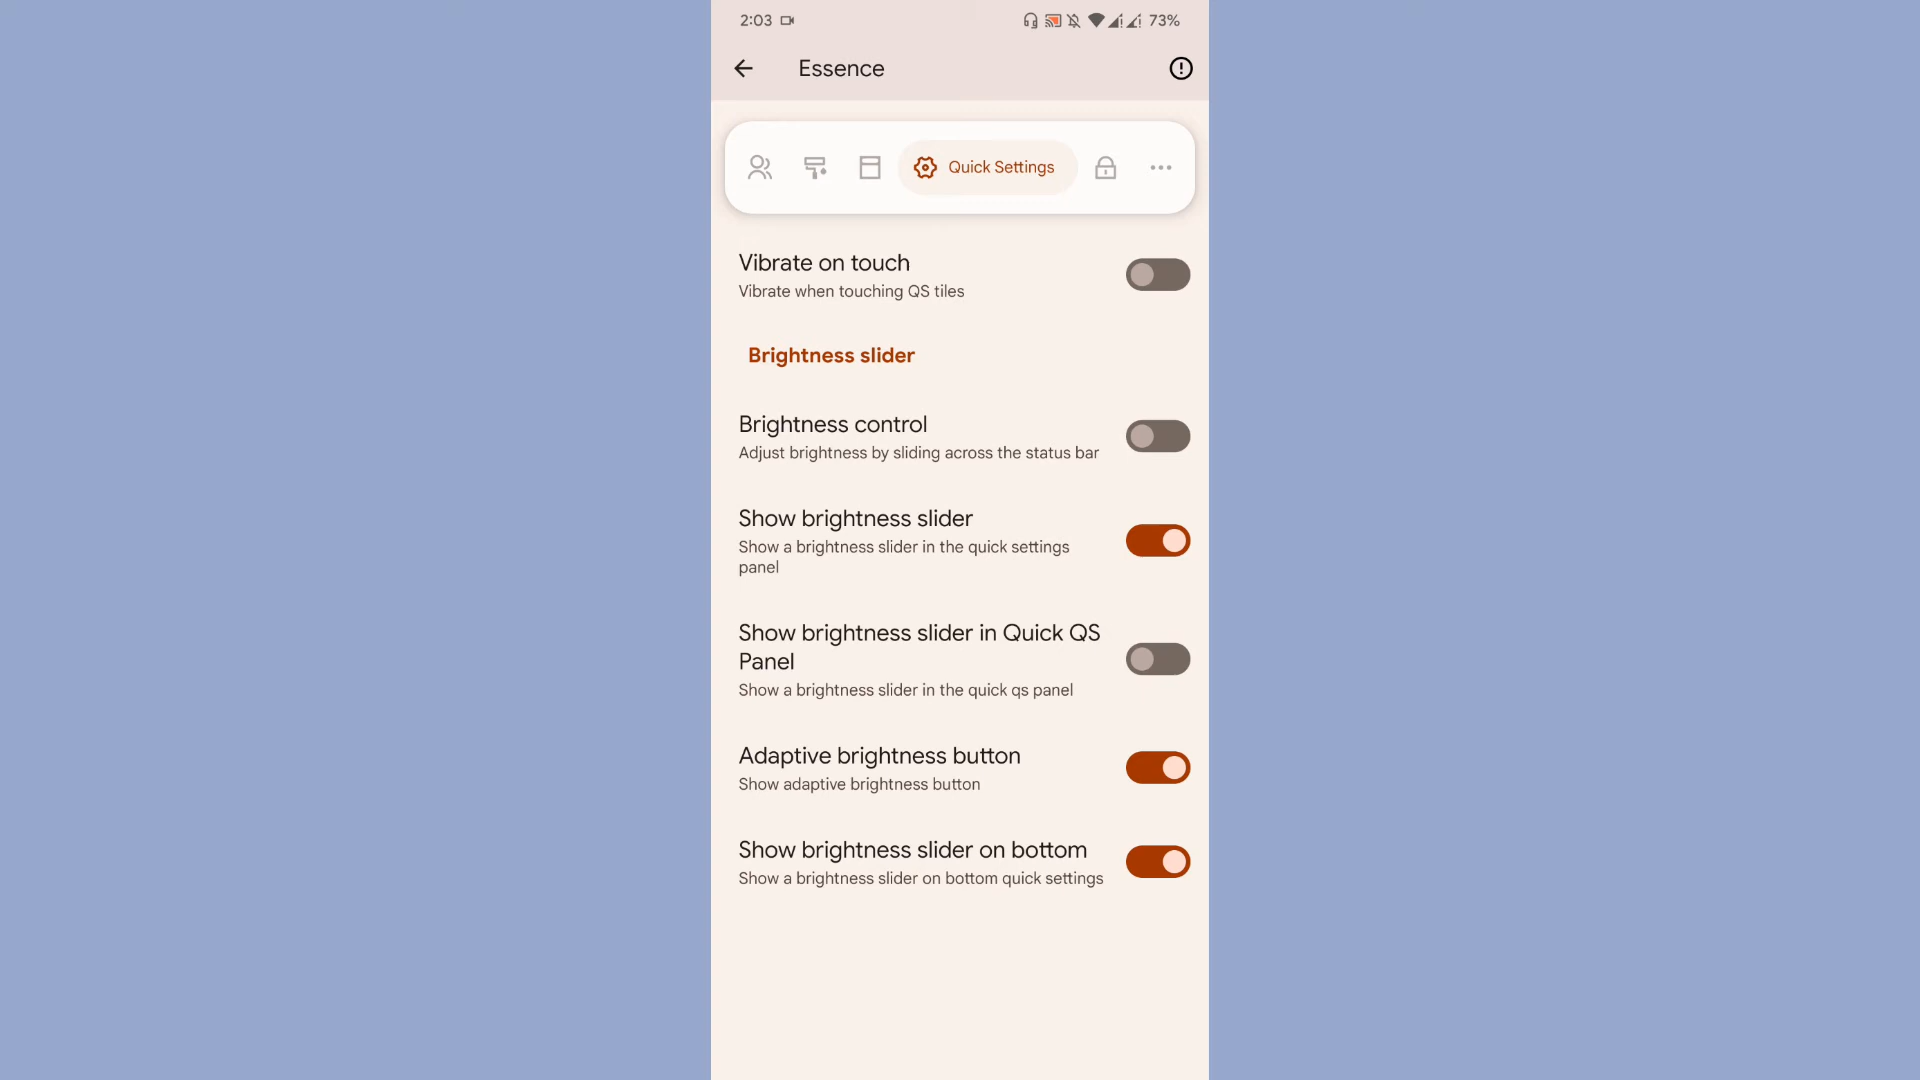 2:03
73%
Essence
Quick Settings
Vibrate on touch
Vibrate when touching QS tiles
Brightness slider
Brightness control
Adjust brightness by sliding across the status bar
Show brightness slider
Show a brightness slider in the quick settings
panel
Show brightness slider in Quick QS
Panel
Show a brightness slider in the quick qs panel
Adaptive brightness button
Show adaptive brightness button
Show brightness slider on bottom
Show a brightness slider on bottom quick settings